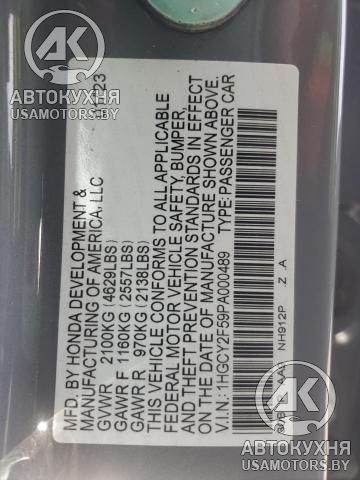 АВТОКУХНЯ
USAMOTORS.BY
MFD. BY HONDA DEVELOPMENT &
MANUFACTURING OF AMERICA, LLC
GVWR 2100KG (4629LBS)
GAWR F 1160KG (2557LBS)
GAWR R 970KG (2138LBS)
THIS VEHICLE CONFORMS TO ALL APPLICABLE
FEDERAL MOTOR VEHICLE SAFETY, BUMPER,
AND THEFT PREVENTION STANDARDS IN EFFECT
ON THE DATE OF MANUFACTURE SHOWN ABOVE.
V.I.N.: 1HGCY2F59PA000489 TYPE: PASSENGER CAR
NH912P Z A
АВТОКУХНЯ
USAMOTORS.BY